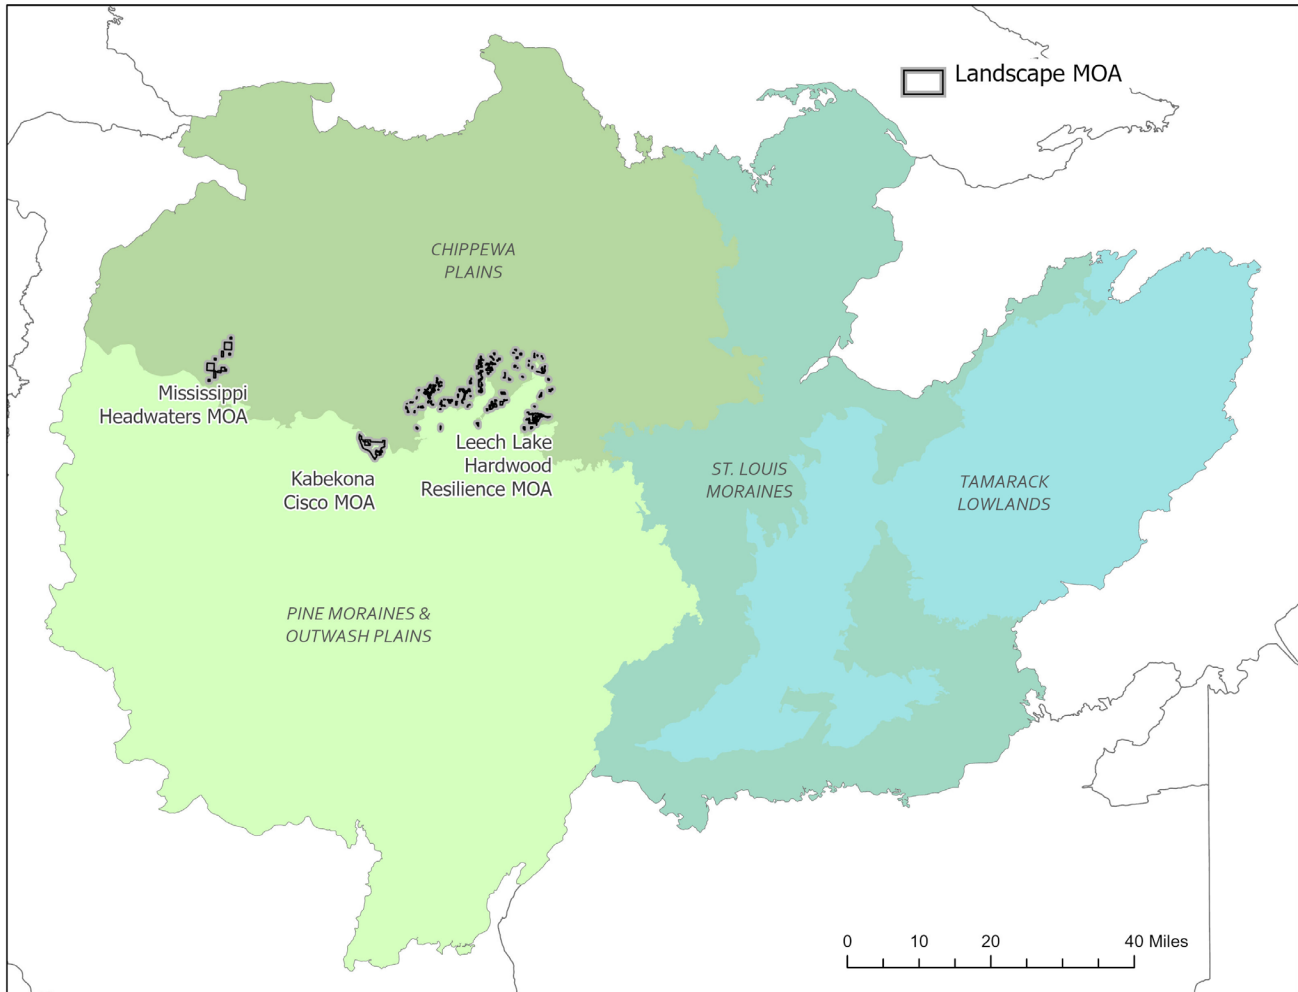 Landscape MOA
CHIPPEWA
PLAINS
Mississippi
Headwaters MOA
Kabekona
Cisco MOA
Leech Lake
Hardwood
Resilience MOA
ST. LOUIS
MORAINES
TAMARACK
LOWLANDS
PINE MORAINES &
OUTWASH PLAINS
0 10 20 40 Miles